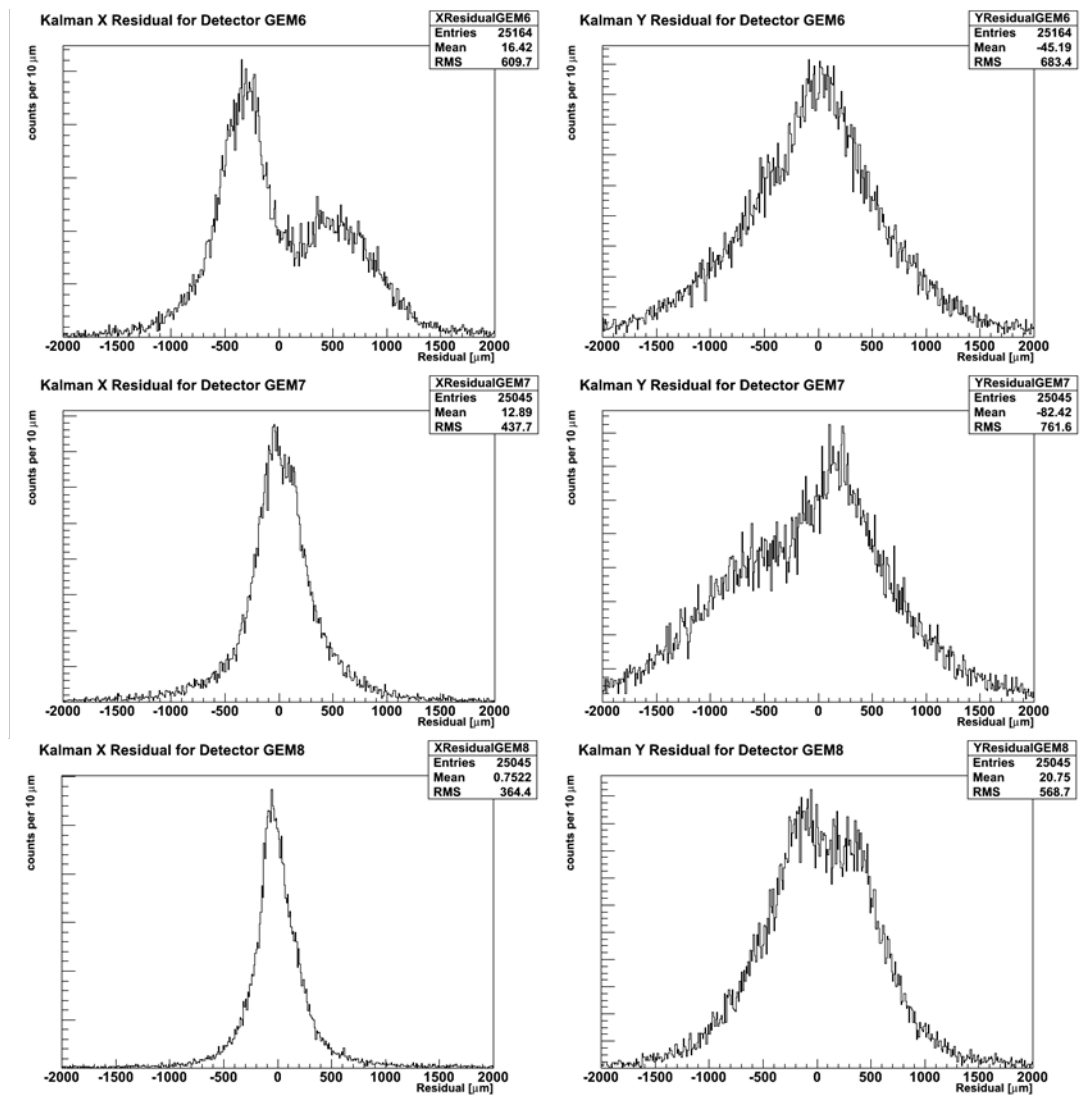 Kalman X Residual for Detector GEM6
XResidualGEM6
Entries 25164
Mean 16.42
RMS 609.7
counts per 10 μm
-2000 -1500 -1000 -500 0 500 1000 1500 2000
Residual [μm]
Kalman Y Residual for Detector GEM6
YResidualGEM6
Entries 25164
Mean -45.19
RMS 683.4
counts per 10 μm
-2000 -1500 -1000 -500 0 500 1000 1500 2000
Residual [μm]
Kalman X Residual for Detector GEM7
XResidualGEM7
Entries 25045
Mean 12.89
RMS 437.7
counts per 10 μm
-2000 -1500 -1000 -500 0 500 1000 1500 2000
Residual [μm]
Kalman Y Residual for Detector GEM7
YResidualGEM7
Entries 25045
Mean -82.42
RMS 761.6
counts per 10 μm
-2000 -1500 -1000 -500 0 500 1000 1500 2000
Residual [μm]
Kalman X Residual for Detector GEM8
XResidualGEM8
Entries 25045
Mean 0.7522
RMS 364.4
counts per 10 μm
-2000 -1500 -1000 -500 0 500 1000 1500 2000
Residual [μm]
Kalman Y Residual for Detector GEM8
YResidualGEM8
Entries 25045
Mean 20.75
RMS 568.7
counts per 10 μm
-2000 -1500 -1000 -500 0 500 1000 1500 2000
Residual [μm]